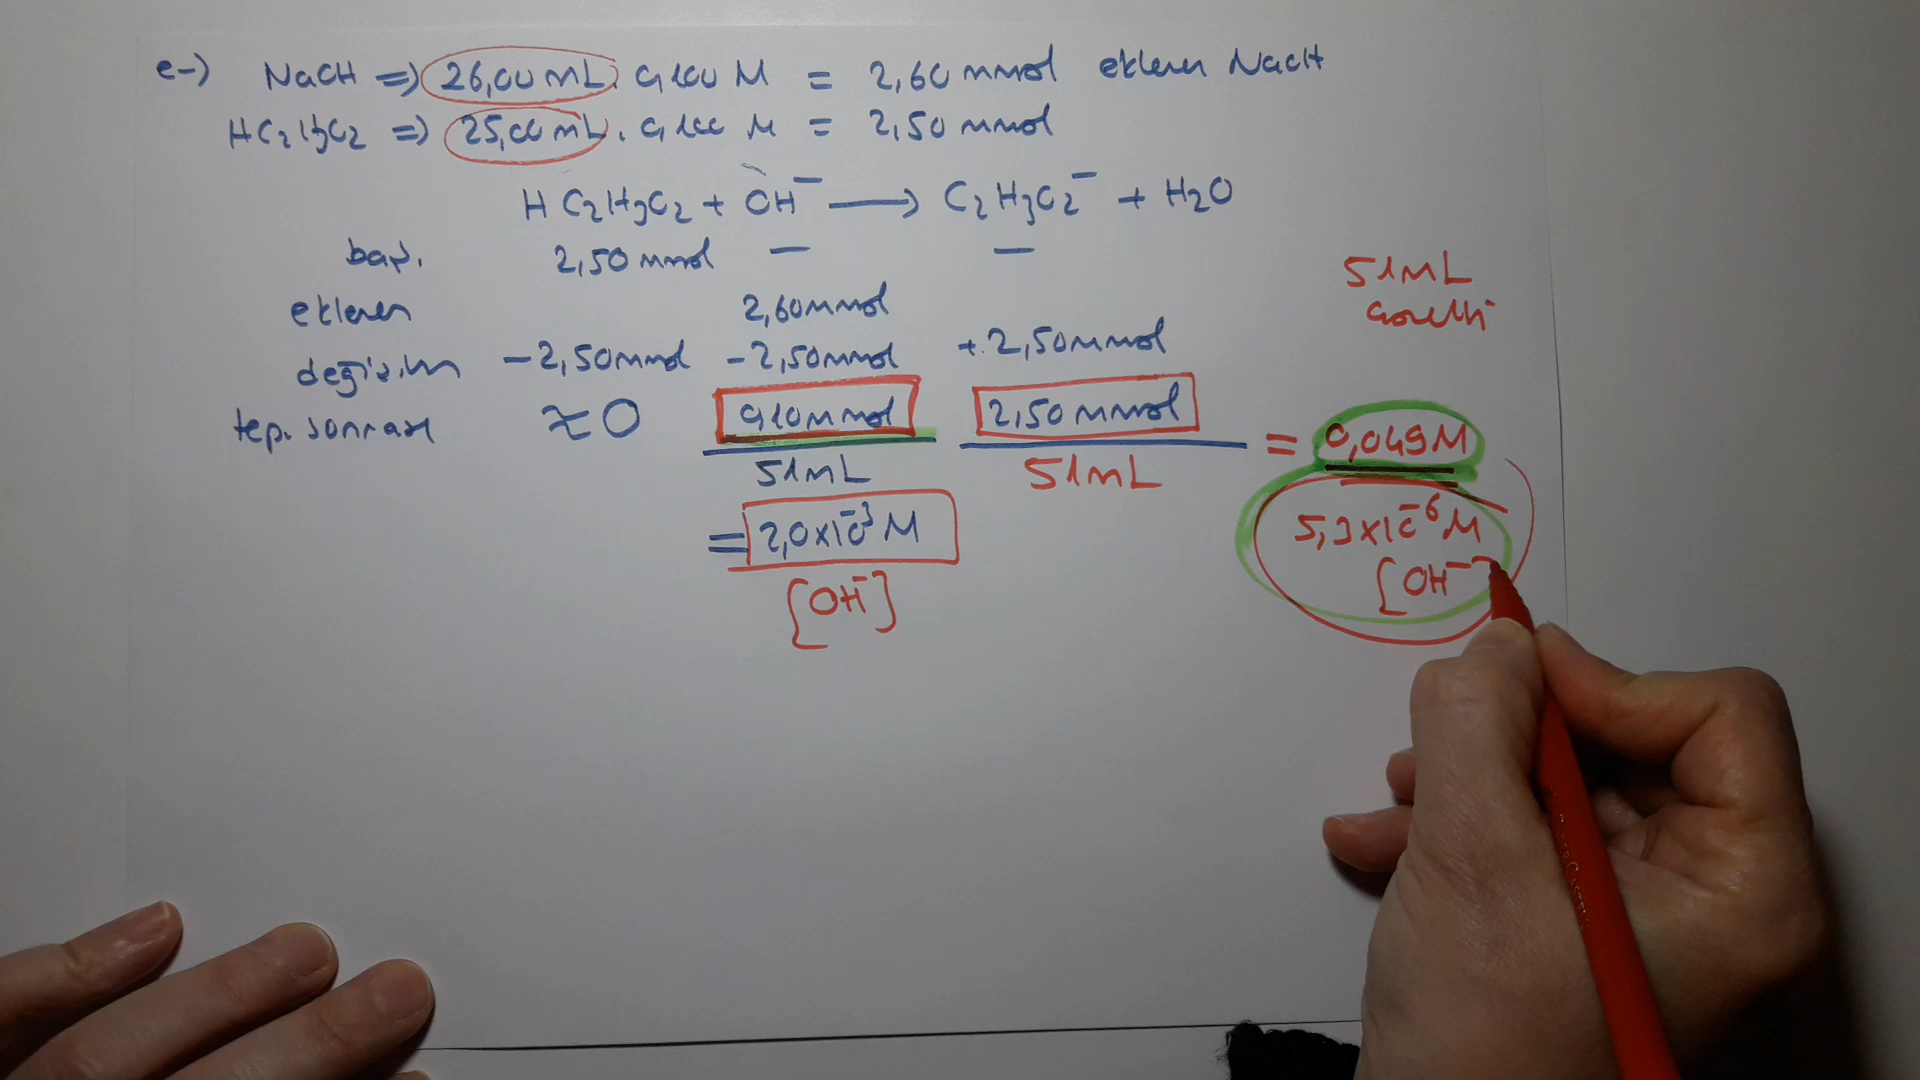 e-) NaOH => 26,00 mL . 0,100 M = 2,60 mmol eklenen NaOH
HC2H3O2 => 25,00 mL . 0,100 M = 2,50 mmol
HC2H3O2 + OH⁻ ⟶ C2H3O2⁻ + H2O
baş. 2,50 mmol — —
eklenen 2,60 mmol
51 mL
değişim -2,50 mmol -2,50 mmol + 2,50 mmol
tep. sonrası ≈0 0,10 mmol 2,50 mmol = 0,049 M
51 mL 51 mL
= 2,0x10⁻³ M 5,3x10⁻⁶ M
[OH⁻] [OH⁻]
FABER-CASTELL